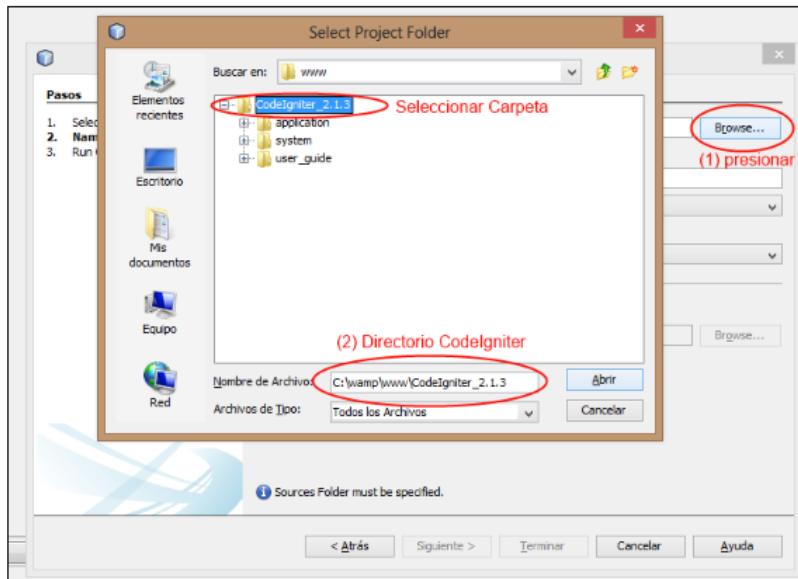 Select Project Folder
Buscar en: www
Pasos
1. Selec
2. Nam
3. Run
Elementos recientes
Escritorio
Mis documentos
Equipo
Red
CodeIgniter_2.1.3
application
system
user_guide
Seleccionar Carpeta
Browse...
(1) presionar
Browse...
(2) Directorio CodeIgniter
Nombre de Archivo: C:\wamp\www\CodeIgniter_2.1.3
Abrir
Archivos de Tipo: Todos los Archivos
Cancelar
Sources Folder must be specified.
< Atrás Siguiente > Terminar Cancelar Ayuda